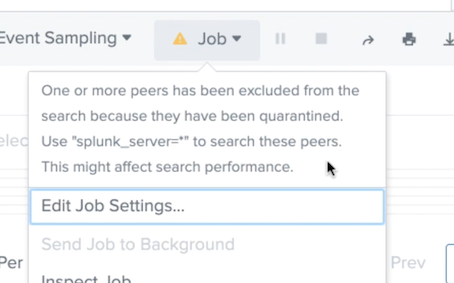 Event Sampling Job
One or more peers has been excluded from the
search because they have been quarantined.
Use "splunk_server=*" to search these peers.
This might affect search performance.
Edit Job Settings...
Send Job to Background
Per
Prev
Inspect Job